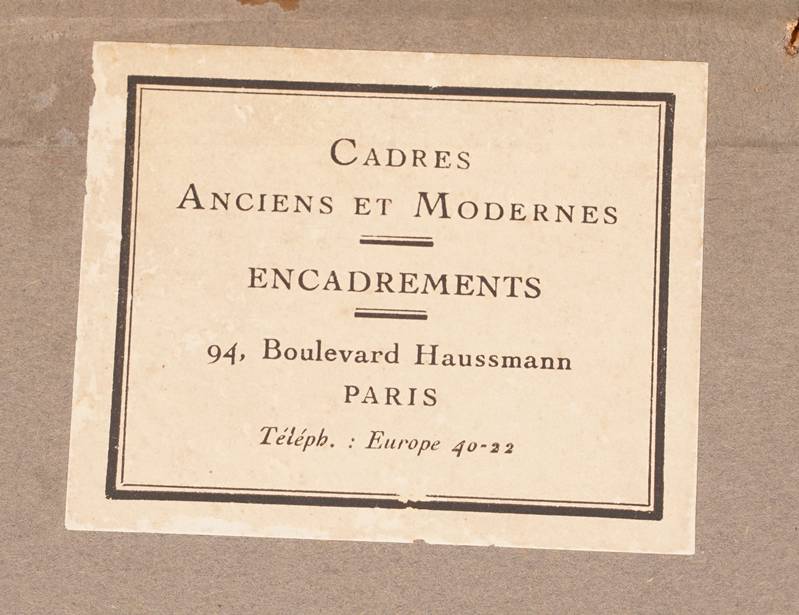 CADRES
ANCIENS ET MODERNES
ENCADREMENTS
94, Boulevard Haussmann
PARIS
Téléph. : Europe 40-22